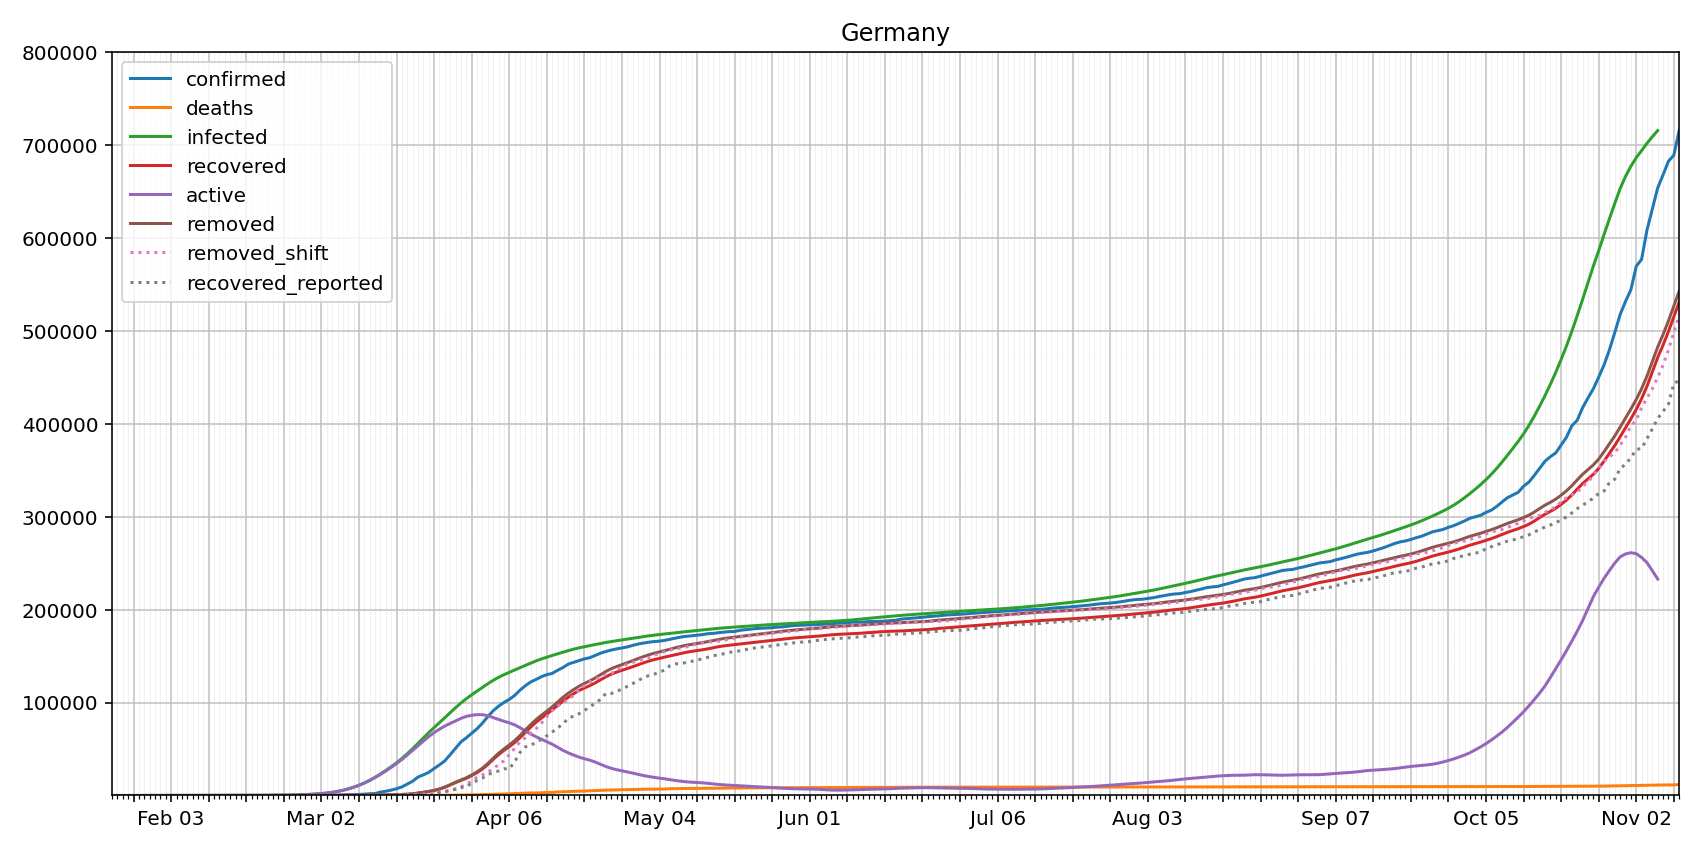 Germany
800000
700000
600000
500000
400000
300000
200000
100000
confirmed
deaths
infected
recovered
active
removed
removed_shift
recovered_reported
Feb 03 Mar 02 Apr 06 May 04 Jun 01 Jul 06 Aug 03 Sep 07 Oct 05 Nov 02